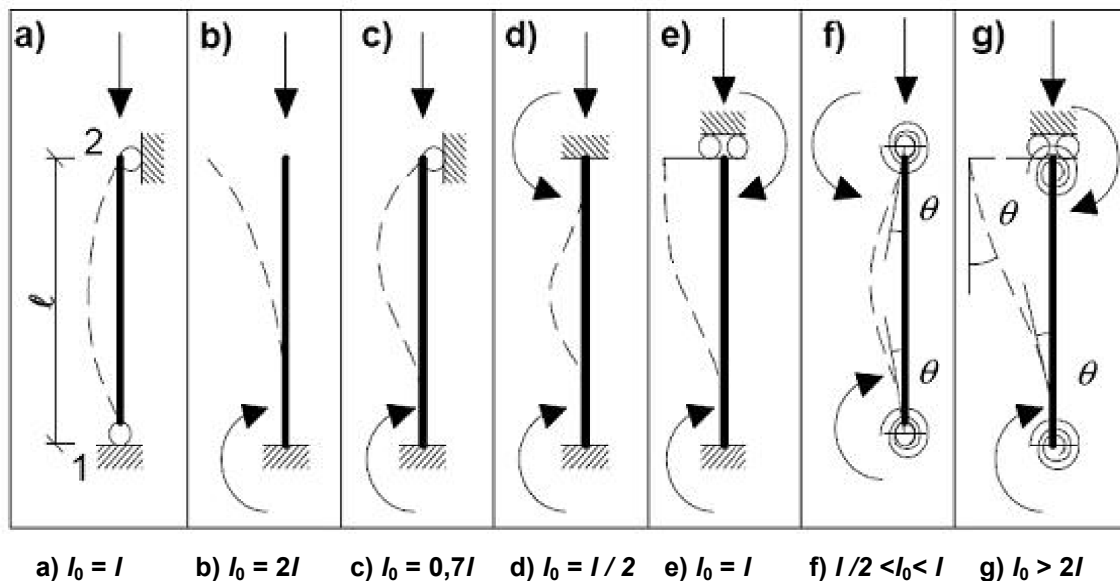 a) b) c) d) e) f) g)
2
θ θ
ℓ
θ θ
1
a) l₀ = l b) l₀ = 2l c) l₀ = 0,7l d) l₀ = l / 2 e) l₀ = l f) l /2 <l₀< l g) l₀ > 2l